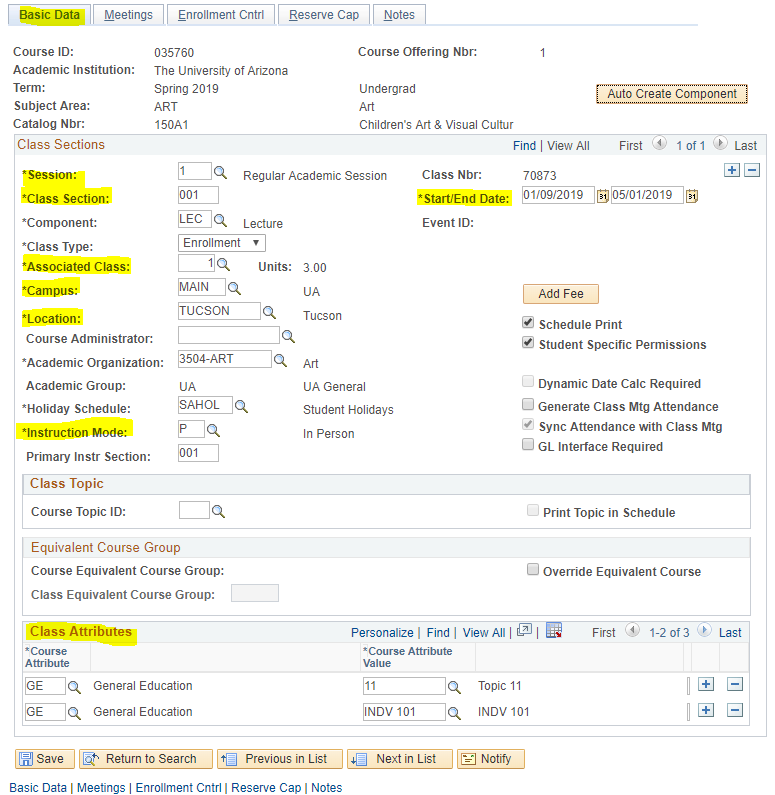 Basic Data Meetings Enrollment Cntrl Reserve Cap Notes
Course ID: 035760 Course Offering Nbr: 1
Academic Institution: The University of Arizona
Term: Spring 2019 Undergrad Auto Create Component
Subject Area: ART Art
Catalog Nbr: 150A1 Children's Art & Visual Cultur
Class Sections Find | View All First 1 of 1 Last
*Session: 1 Regular Academic Session Class Nbr: 70873
*Class Section: 001 *Start/End Date: 01/09/2019 31 05/01/2019 31
*Component: LEC Lecture Event ID:
*Class Type: Enrollment
*Associated Class: 1 Units: 3.00
*Campus: MAIN UA Add Fee
*Location: TUCSON Tucson Schedule Print
Course Administrator: Student Specific Permissions
*Academic Organization: 3504-ART Art
Academic Group: UA UA General Dynamic Date Calc Required
*Holiday Schedule: SAHOL Student Holidays Generate Class Mtg Attendance
*Instruction Mode: P In Person Sync Attendance with Class Mtg
Primary Instr Section: 001 GL Interface Required
Class Topic
Course Topic ID: Print Topic in Schedule
Equivalent Course Group
Course Equivalent Course Group: Override Equivalent Course
Class Equivalent Course Group:
Class Attributes Personalize | Find | View All | | First 1-2 of 3 Last
*Course Attribute *Course Attribute Value
GE General Education 11 Topic 11
GE General Education INDV 101 INDV 101
Save Return to Search Previous in List Next in List Notify
Basic Data | Meetings | Enrollment Cntrl | Reserve Cap | Notes